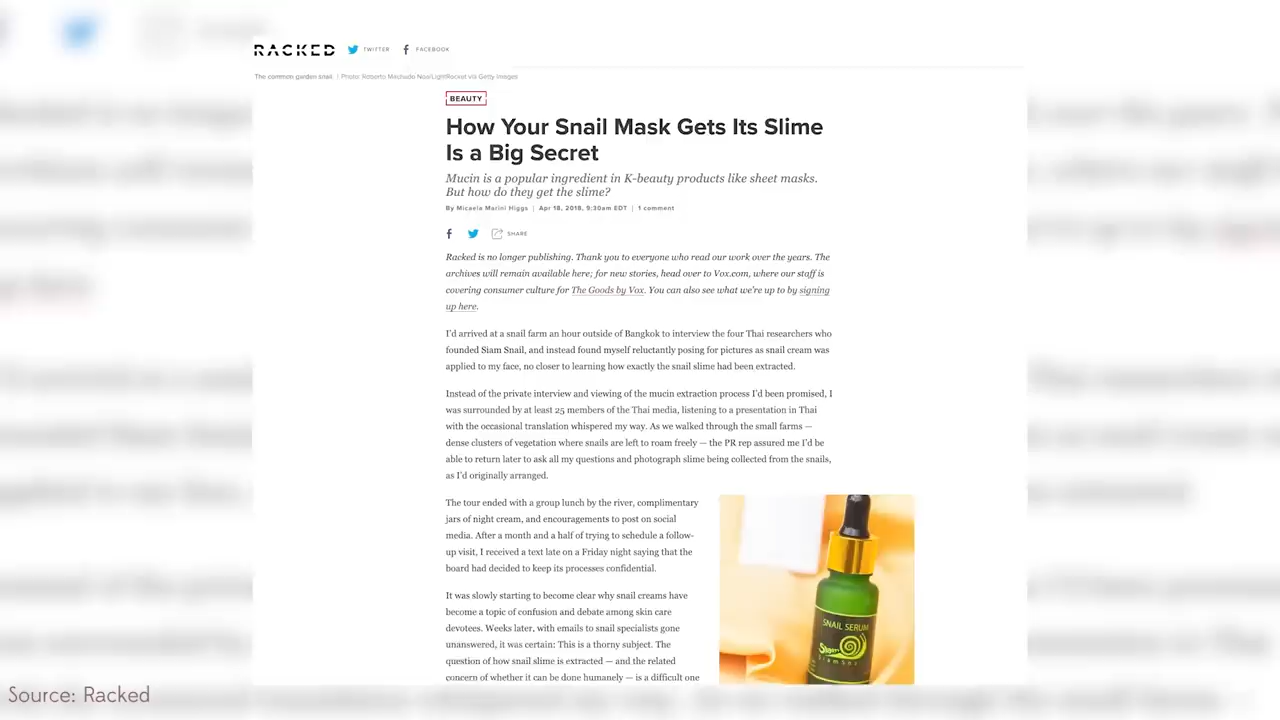 RACKED TWITTER FACEBOOK
The common garden snail. | Photo: Roberto Machado Noa/LightRocket via Getty Images
BEAUTY
How Your Snail Mask Gets Its Slime
Is a Big Secret
Mucin is a popular ingredient in K-beauty products like sheet masks.
But how do they get the slime?
By Micaela Marini Higgs | Apr 18, 2018, 9:30am EDT | 1 comment
SHARE
Racked is no longer publishing. Thank you to everyone who read our work over the years. The
archives will remain available here; for new stories, head over to Vox.com, where our staff is
covering consumer culture for The Goods by Vox. You can also see what we're up to by signing
up here.
I'd arrived at a snail farm an hour outside of Bangkok to interview the four Thai researchers who
founded Siam Snail, and instead found myself reluctantly posing for pictures as snail cream was
applied to my face, no closer to learning how exactly the snail slime had been extracted.
Instead of the private interview and viewing of the mucin extraction process I'd been promised, I
was surrounded by at least 25 members of the Thai media, listening to a presentation in Thai
with the occasional translation whispered my way. As we walked through the small farms —
dense clusters of vegetation where snails are left to roam freely — the PR rep assured me I'd be
able to return later to ask all my questions and photograph slime being collected from the snails,
as I'd originally arranged.
The tour ended with a group lunch by the river, complimentary
jars of night cream, and encouragements to post on social
media. After a month and a half of trying to schedule a follow-
up visit, I received a text late on a Friday night saying that the
board had decided to keep its processes confidential.
It was slowly starting to become clear why snail creams have
become a topic of confusion and debate among skin care
devotees. Weeks later, with emails to snail specialists gone
unanswered, it was certain: This is a thorny subject. The
question of how snail slime is extracted — and the related
concern of whether it can be done humanely — is a difficult one
SNAIL SERUM
Source: Racked